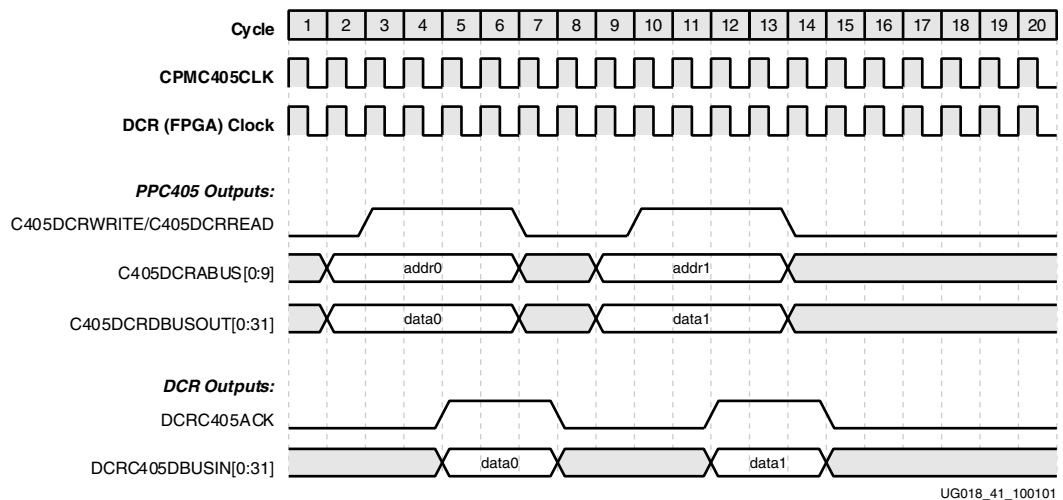 Cycle 1 2 3 4 5 6 7 8 9 10 11 12 13 14 15 16 17 18 19 20
CPMC405CLK
DCR (FPGA) Clock
PPC405 Outputs:
C405DCRWRITE/C405DCRREAD
C405DCRABUS[0:9] addr0 addr1
C405DCRDBUSOUT[0:31] data0 data1
DCR Outputs:
DCRC405ACK
DCRC405DBUSIN[0:31] data0 data1
UG018_41_100101